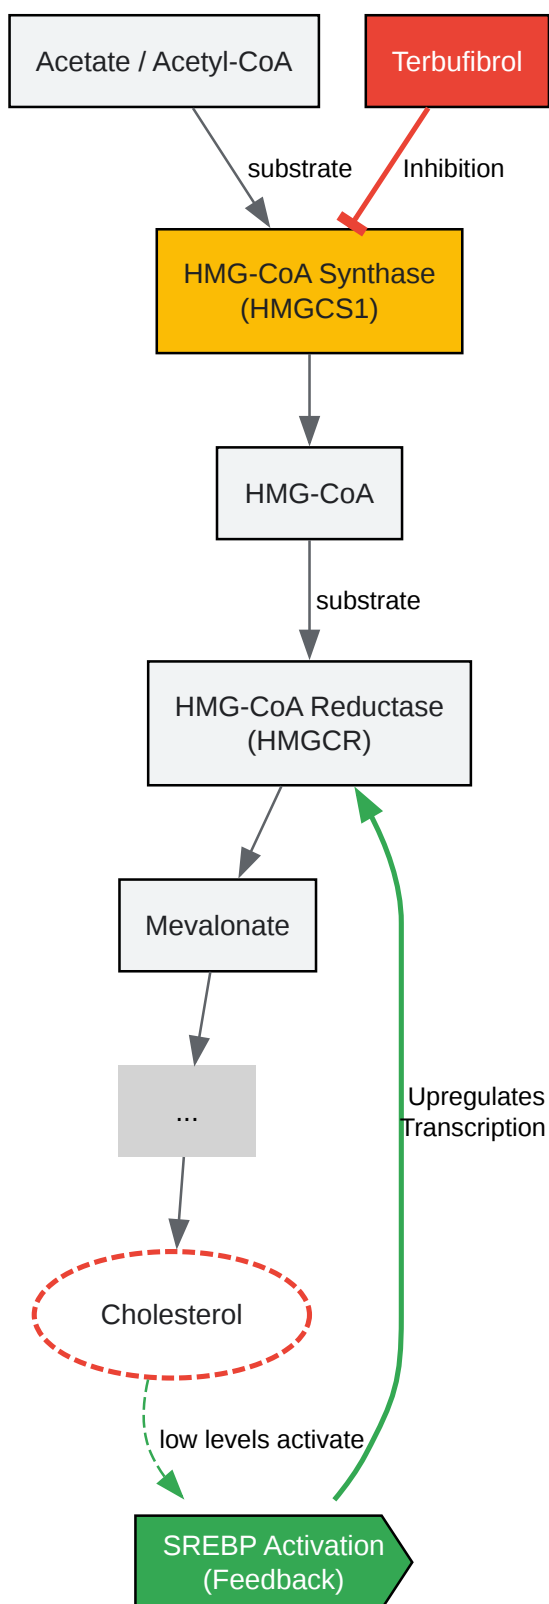 Acetate / Acetyl-CoA
Terbufibrol
substrate
Inhibition
HMG-CoA Synthase
(HMGCS1)
HMG-CoA
substrate
HMG-CoA Reductase
(HMGCR)
Mevalonate
...
Upregulates
Transcription
Cholesterol
low levels activate
SREBP Activation
(Feedback)